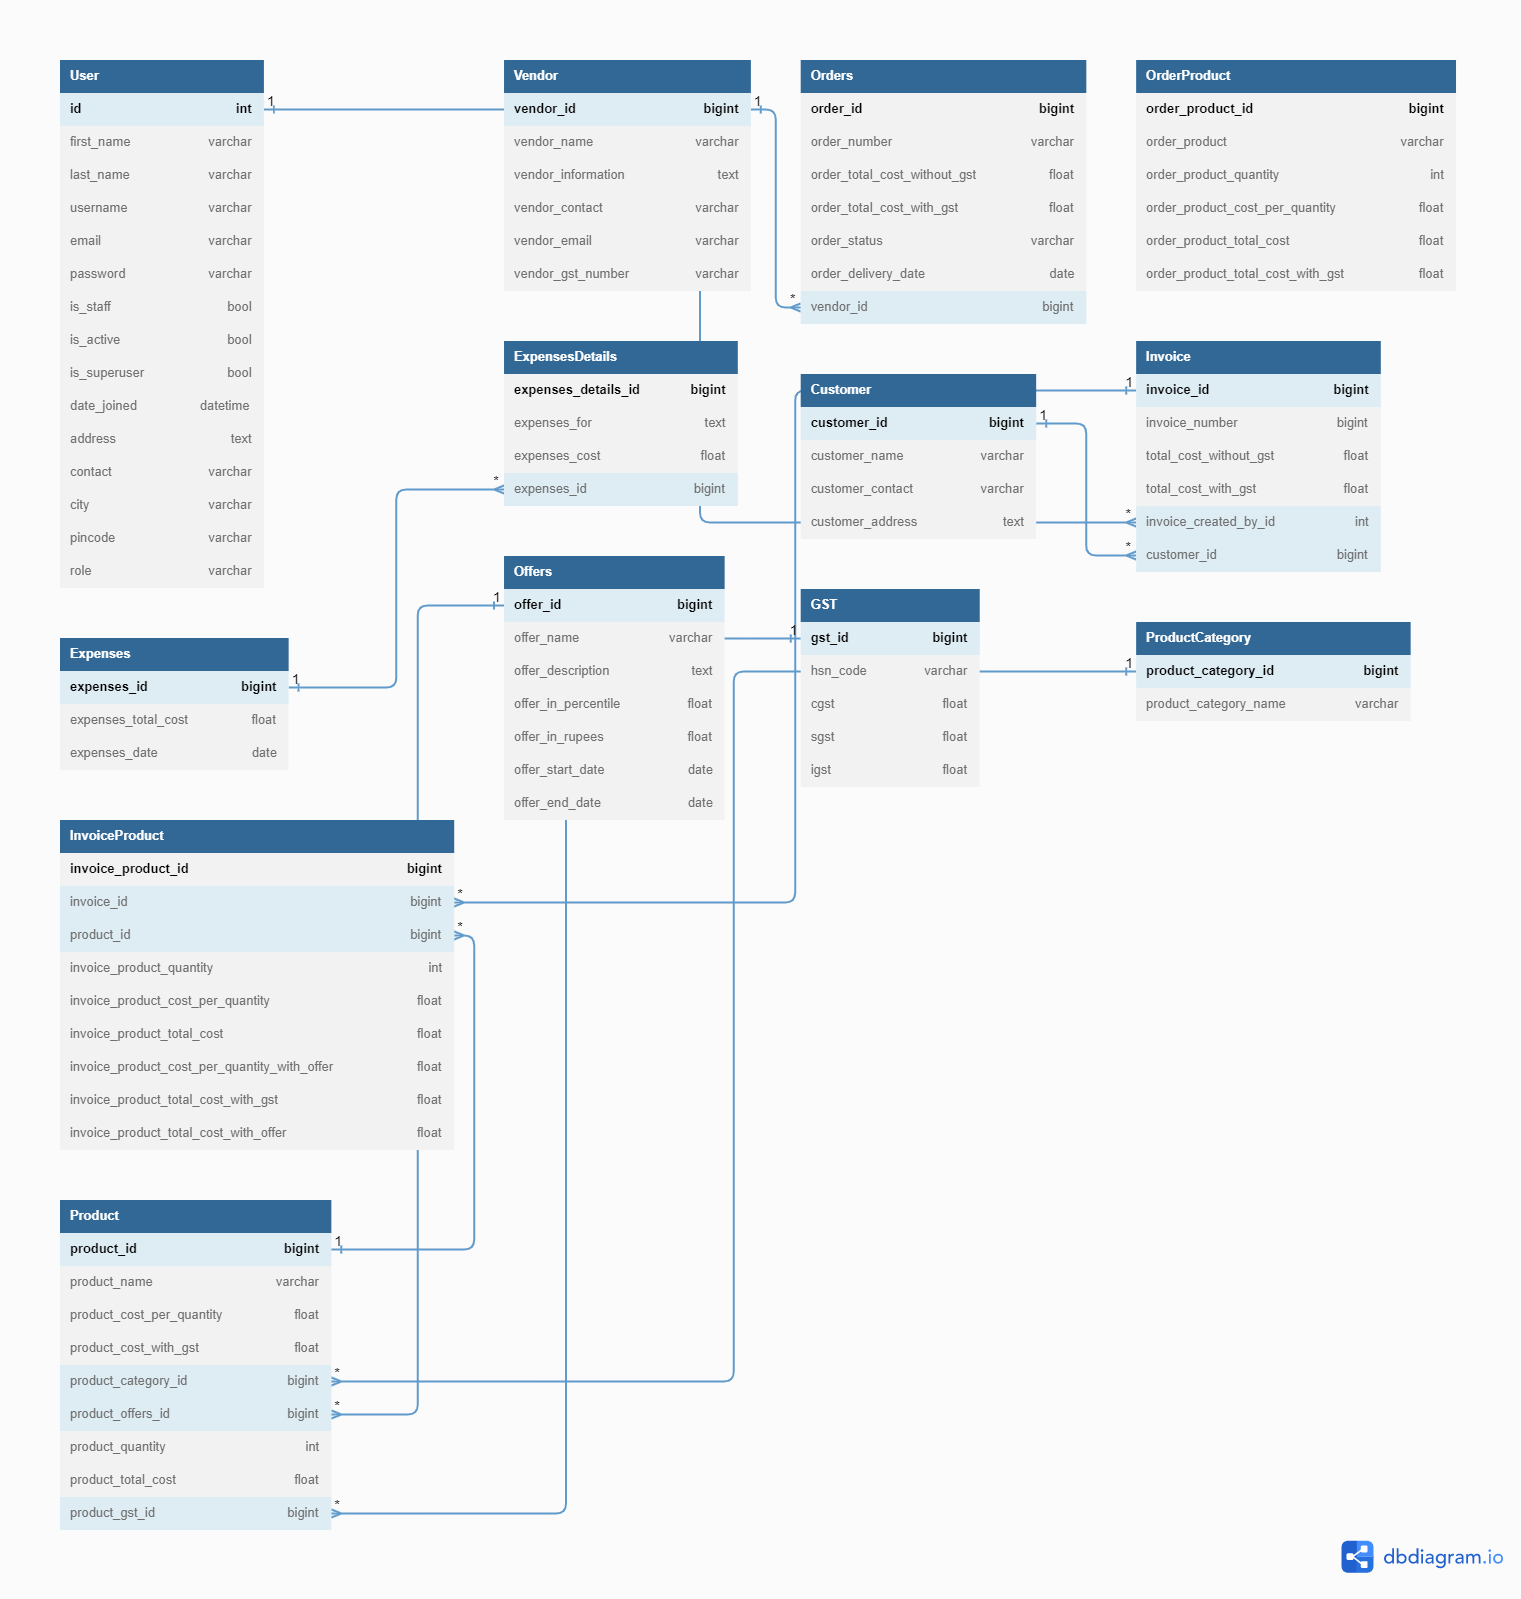 User
id int 1
first_name varchar
last_name varchar
username varchar
email varchar
password varchar
is_staff bool
is_active bool
is_superuser bool
date_joined datetime
address text
contact varchar
city varchar
pincode varchar
role varchar
Vendor
vendor_id bigint 1
vendor_name varchar
vendor_information text
vendor_contact varchar
vendor_email varchar
vendor_gst_number varchar
Orders
order_id bigint
order_number varchar
order_total_cost_without_gst float
order_total_cost_with_gst float
order_status varchar
order_delivery_date date
* vendor_id bigint
OrderProduct
order_product_id bigint
order_product varchar
order_product_quantity int
order_product_cost_per_quantity float
order_product_total_cost float
order_product_total_cost_with_gst float
ExpensesDetails
expenses_details_id bigint
expenses_for text
expenses_cost float
* expenses_id bigint
Customer
customer_id bigint 1
customer_name varchar
customer_contact varchar
customer_address text
Invoice
1 invoice_id bigint
invoice_number bigint
total_cost_without_gst float
total_cost_with_gst float
* invoice_created_by_id int
* customer_id bigint
Expenses
expenses_id bigint 1
expenses_total_cost float
expenses_date date
Offers
1 offer_id bigint
offer_name varchar
offer_description text
offer_in_percentile float
offer_in_rupees float
offer_start_date date
offer_end_date date
GST
1 gst_id bigint
hsn_code varchar
cgst float
sgst float
igst float
ProductCategory
1 product_category_id bigint
product_category_name varchar
InvoiceProduct
invoice_product_id bigint
invoice_id bigint *
product_id bigint *
invoice_product_quantity int
invoice_product_cost_per_quantity float
invoice_product_total_cost float
invoice_product_cost_per_quantity_with_offer float
invoice_product_total_cost_with_gst float
invoice_product_total_cost_with_offer float
Product
product_id bigint 1
product_name varchar
product_cost_per_quantity float
product_cost_with_gst float
product_category_id bigint *
product_offers_id bigint *
product_quantity int
product_total_cost float
product_gst_id bigint *
dbdiagram.io